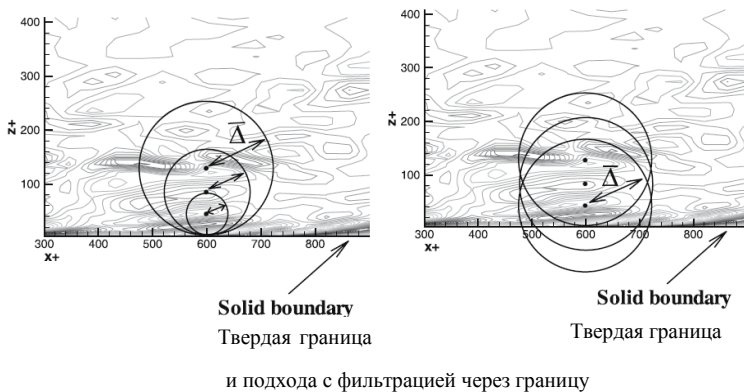 400
300
200
100
z+
300
400
500
600
700
800
x+
Δ̅
Solid boundary
Твердая граница
400
300
200
100
z+
300
400
500
600
700
800
x+
Δ̅
Solid boundary
Твердая граница
и подхода с фильтрацией через границу